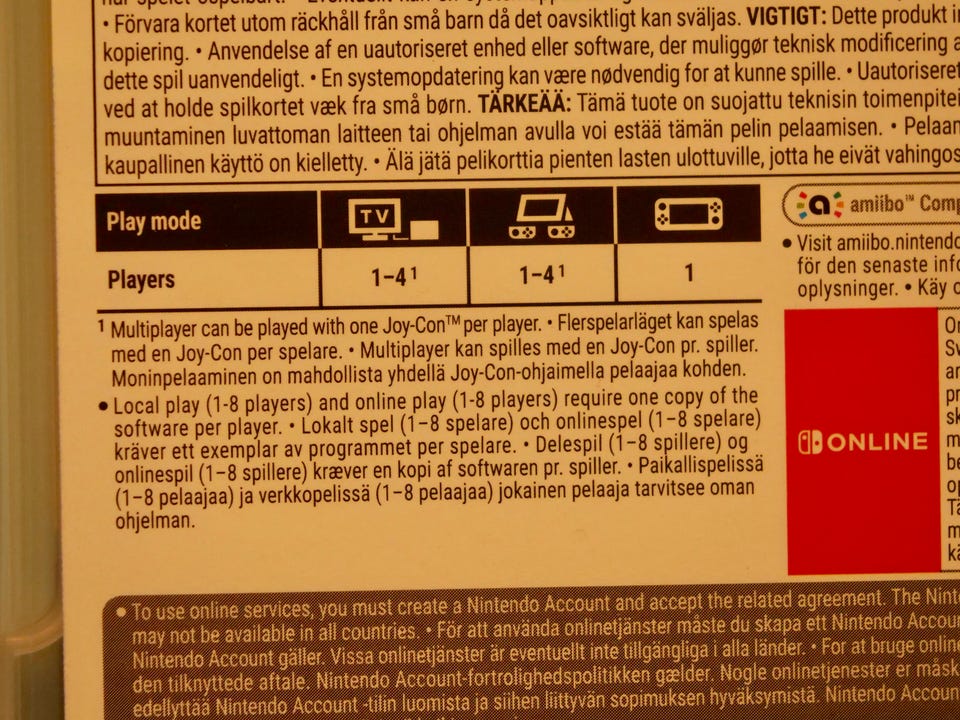 • Förvara kortet utom räckhåll från små barn då det oavsiktligt kan sväljas. VIGTIGT: Dette produkt
kopiering. • Anvendelse af en uautoriseret enhed eller software, der muliggør teknisk modificering
dette spil uanvendeligt. • En systemopdatering kan være nødvendig for at kunne spille. • Uautoriseret
ved at holde spilkortet væk fra små børn. TÄRKEÄÄ: Tämä tuote on suojattu teknisin toimenpitei
muuntaminen luvattoman laitteen tai ohjelman avulla voi estää tämän pelin pelaamisen. • Pelaan
kaupallinen käyttö on kielletty. • Älä jätä pelikorttia pienten lasten ulottuville, jotta he eivät vahingos
Play mode TV
Players 1–4¹ 1–4¹ 1
¹ Multiplayer can be played with one Joy-Con™ per player. • Flerspelarläget kan spelas
med en Joy-Con per spelare. • Multiplayer kan spilles med en Joy-Con pr. spiller.
Moninpelaaminen on mahdollista yhdellä Joy-Con-ohjaimella pelaajaa kohden.
• Local play (1-8 players) and online play (1-8 players) require one copy of the
software per player. • Lokalt spel (1–8 spelare) och onlinespel (1–8 spelare)
kräver ett exemplar av programmet per spelare. • Delespil (1–8 spillere) og
onlinespil (1–8 spillere) kræver en kopi af softwaren pr. spiller. • Paikallispelissä
(1–8 pelaajaa) ja verkkopelissä (1–8 pelaajaa) jokainen pelaaja tarvitsee oman
ohjelman.
a amiibo™ Comp
• Visit amiibo.nintendo
för den senaste info
oplysninger. • Käy
ONLINE
• To use online services, you must create a Nintendo Account and accept the related agreement. The Nint
may not be available in all countries. • För att använda onlinetjänster måste du skapa ett Nintendo Accou
Nintendo Account gäller. Vissa onlinetjänster är eventuellt inte tillgängliga i alla länder. • For at bruge onlin
den tilknyttede aftale. Nintendo Account-fortrolighedspolitikken gælder. Nogle onlinetjenester er måsk
edellyttää Nintendo Account -tilin luomista ja siihen liittyvän sopimuksen hyväksymistä. Nintendo Accoun